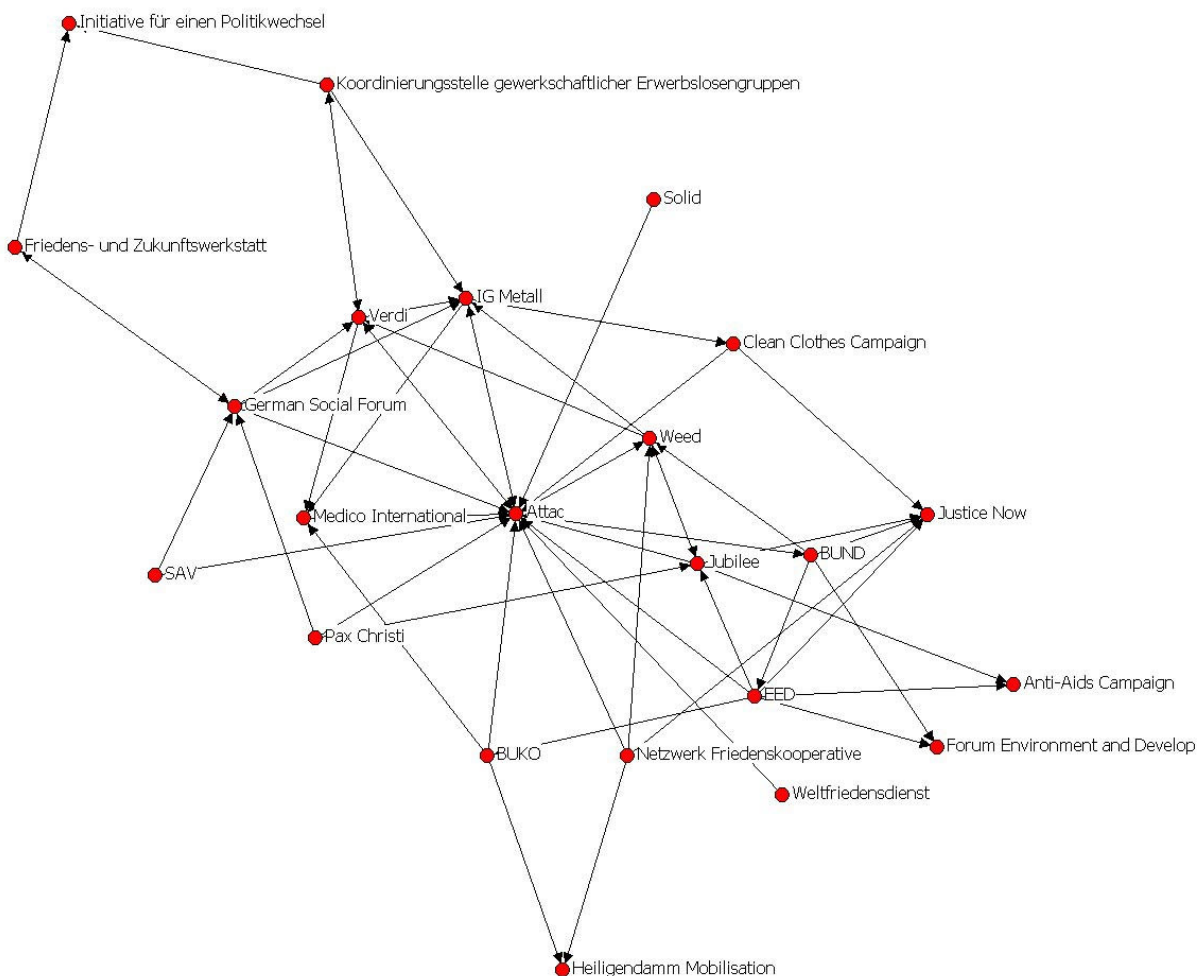 Initiative für einen Politikwechsel
Koordinierungsstelle gewerkschaftlicher Erwerbslosengruppen
Solid
Friedens- und Zukunftswerkstatt
IG Metall
Verdi
Clean Clothes Campaign
German Social Forum
Weed
Medico International
Attac
Justice Now
BUND
Jubilee
SAV
Pax Christi
Anti-Aids Campaign
EED
Forum Environment and Develop
BUKO
Netzwerk Friedenskooperative
Weltfriedensdienst
Heiligendamm Mobilisation